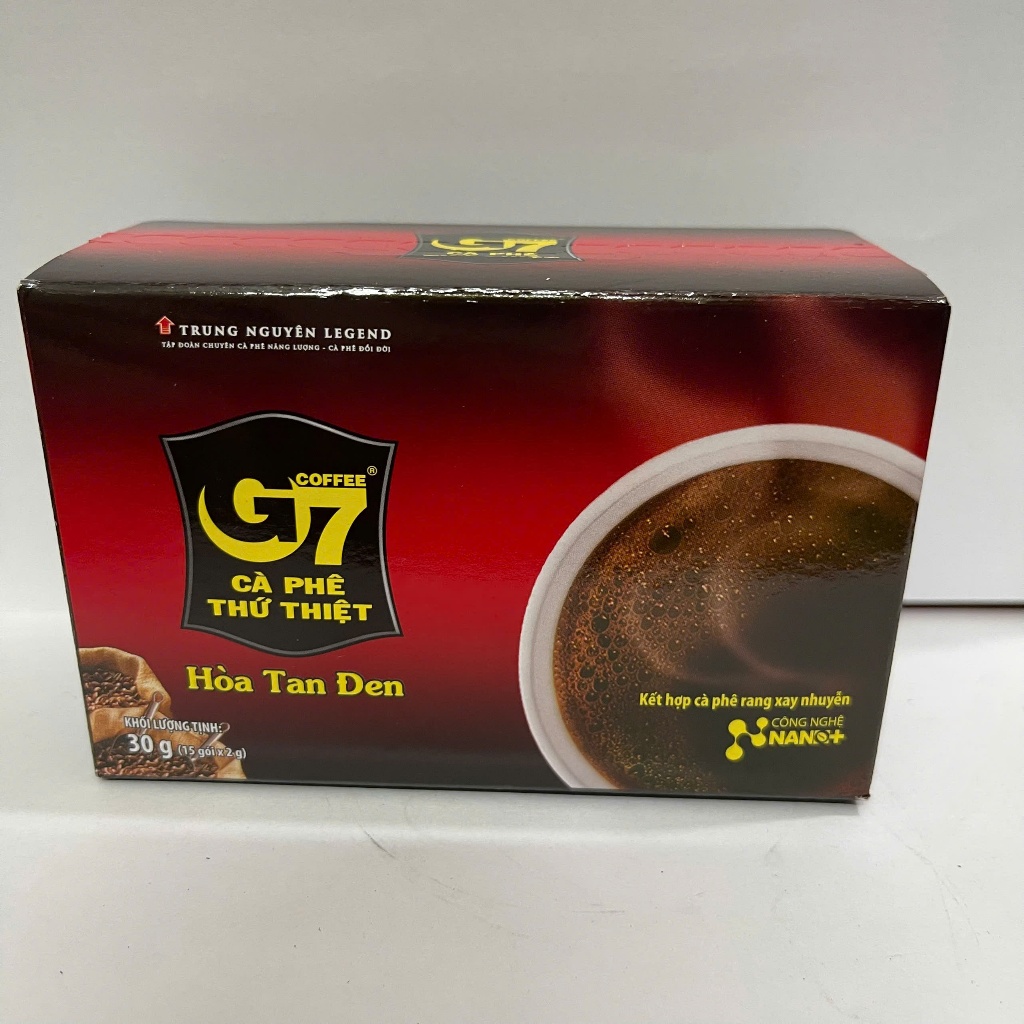 G7
CÀ PHÊ
TRUNG NGUYÊN LEGEND
TẬP ĐOÀN CHUYÊN CÀ PHÊ NĂNG LƯỢNG - CÀ PHÊ ĐỔI ĐỜI
COFFEE®
G7
CÀ PHÊ
THỨ THIỆT
Hòa Tan Đen
Kết hợp cà phê rang xay nhuyễn
CÔNG NGHỆ
NANO+
KHỐI LƯỢNG TỊNH:
30 g (15 gói x 2 g)